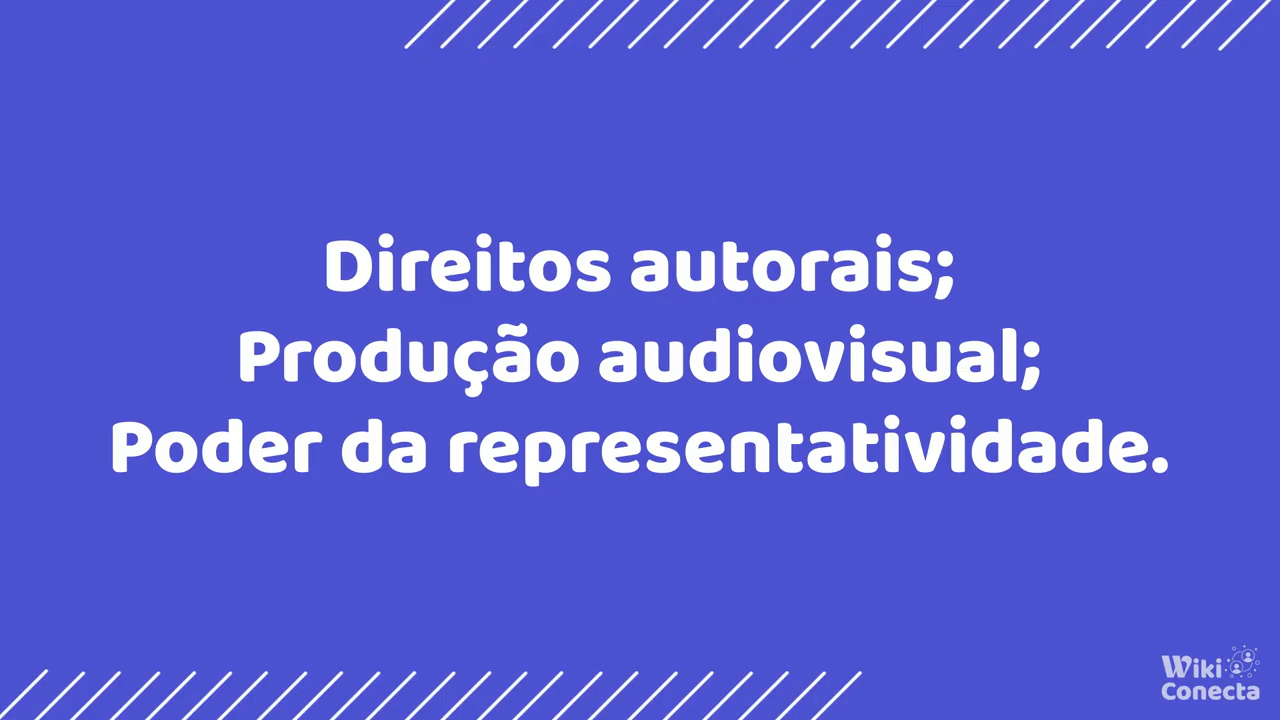 Direitos autorais;
Produção audiovisual;
Poder da representatividade.
Wiki
Conecta